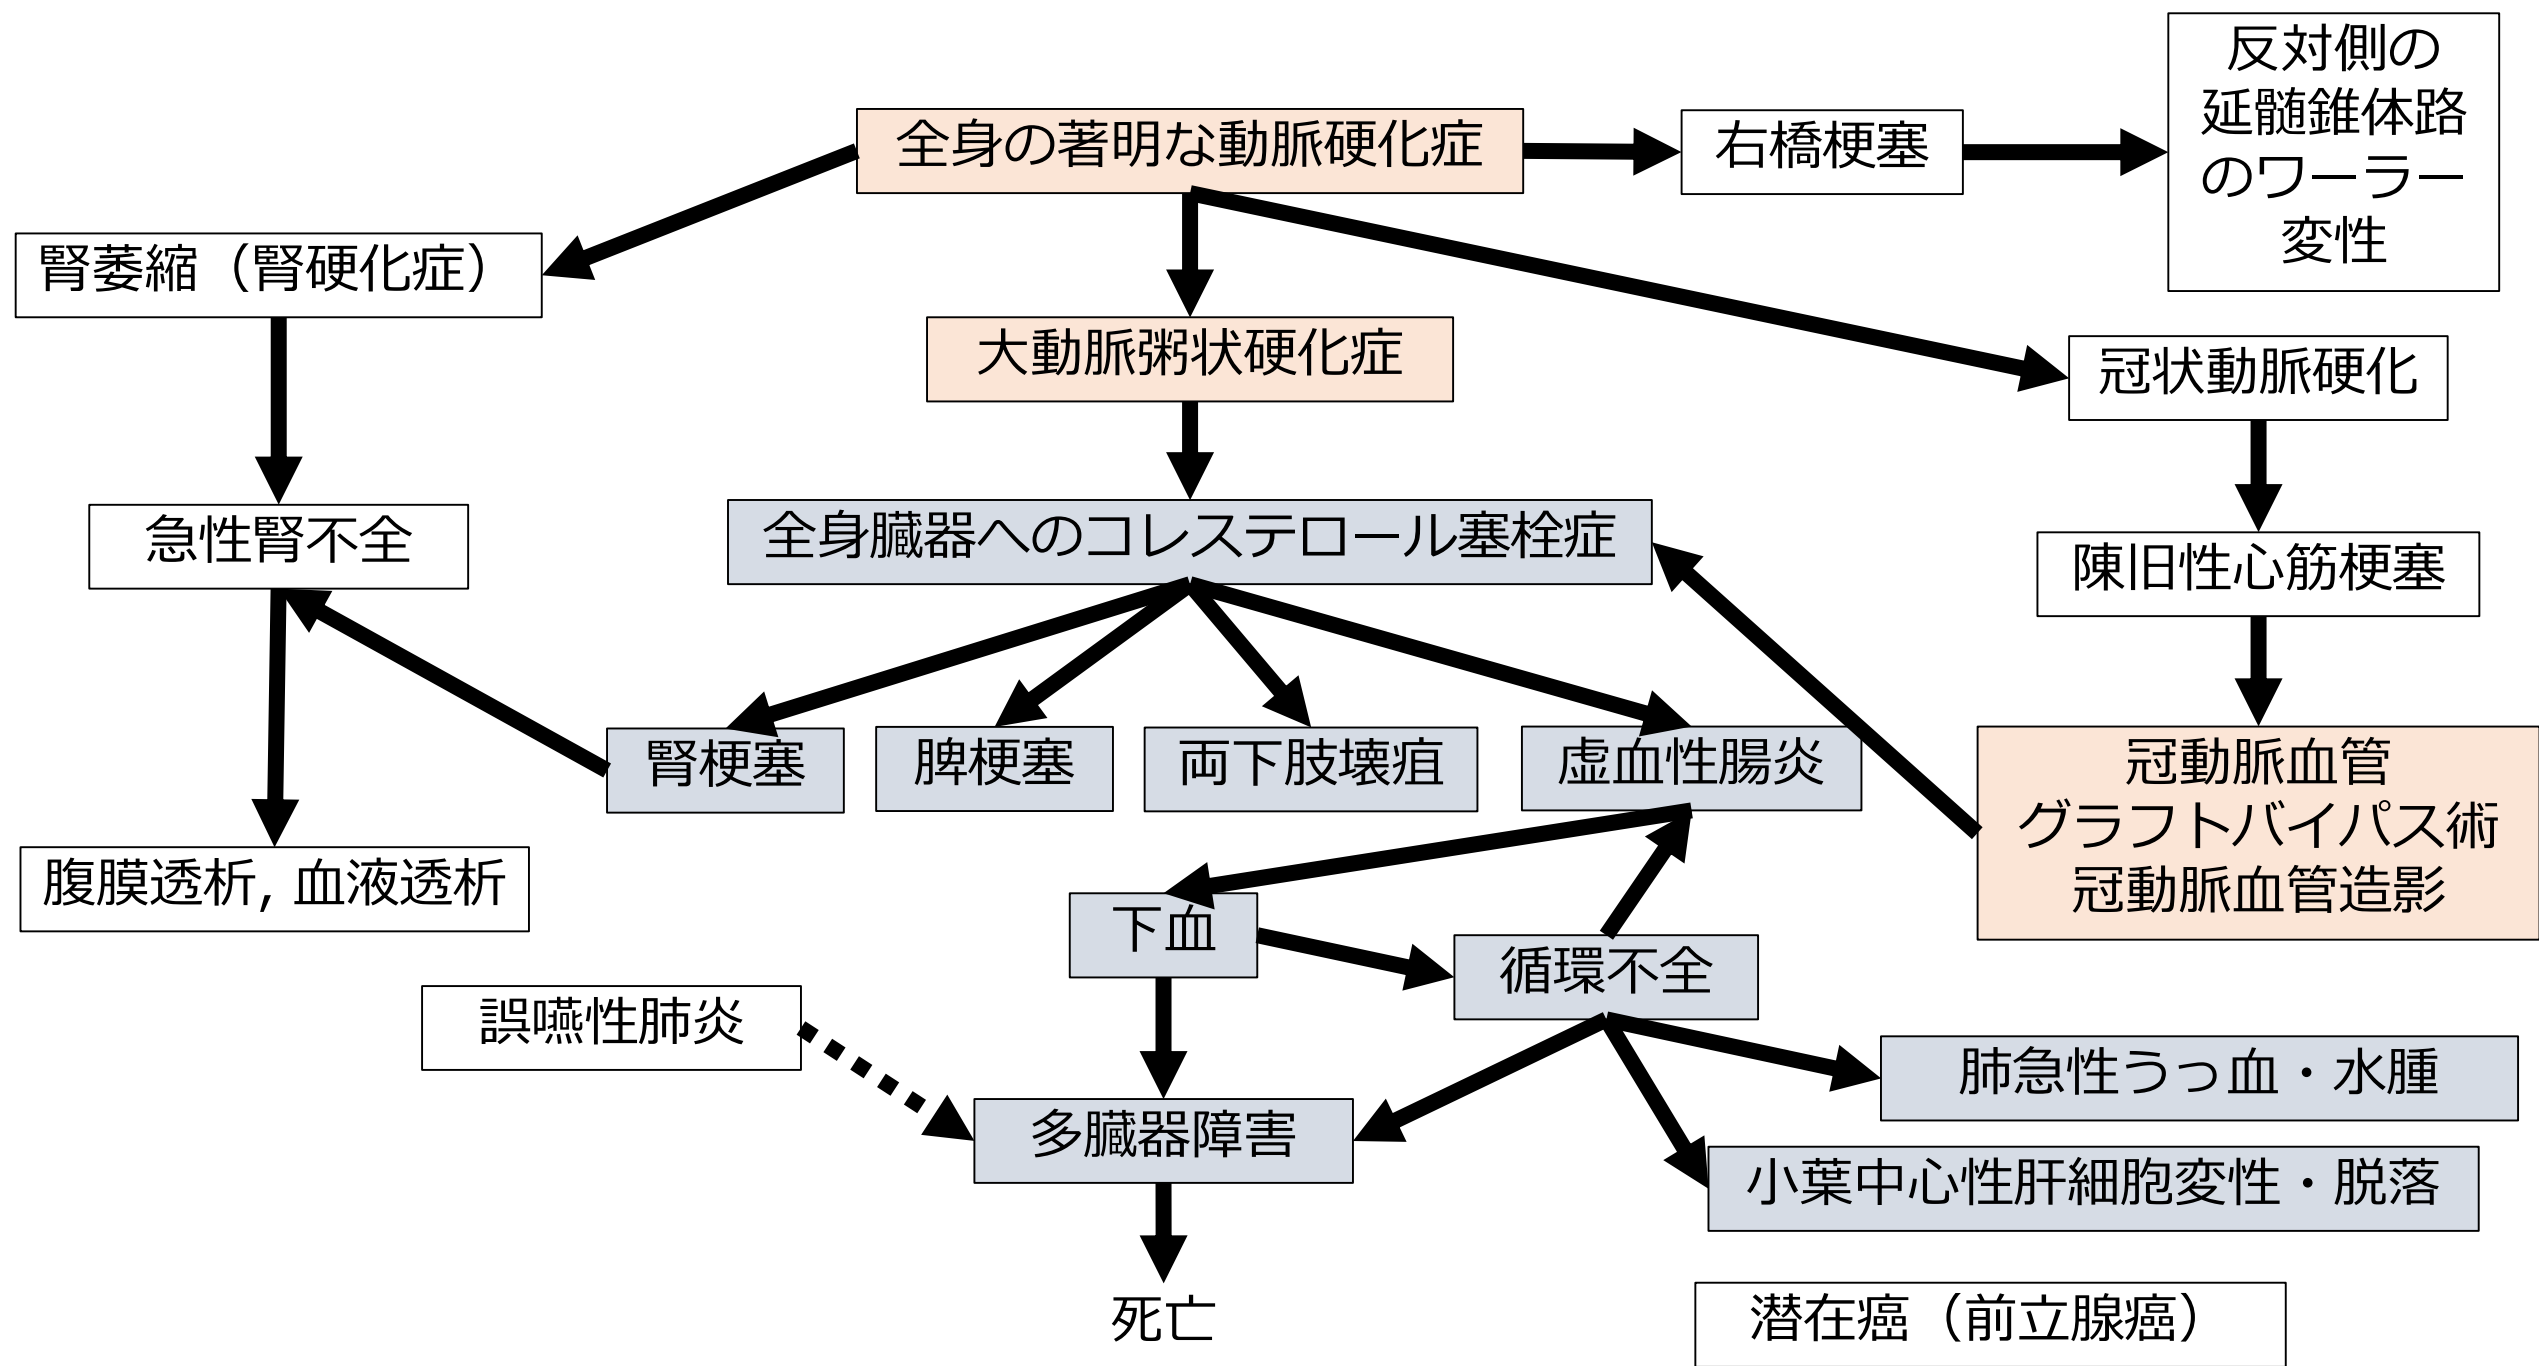 反対側の
延髄錐体路
のワーラー
変性
全身の著明な動脈硬化症
右橋梗塞
腎萎縮（腎硬化症）
大動脈粥状硬化症
冠状動脈硬化
急性腎不全
全身臓器へのコレステロール塞栓症
陳旧性心筋梗塞
腎梗塞
脾梗塞
両下肢壊疽
虚血性腸炎
冠動脈血管
グラフトバイパス術
冠動脈血管造影
腹膜透析, 血液透析
下血
循環不全
誤嚥性肺炎
肺急性うっ血・水腫
多臓器障害
小葉中心性肝細胞変性・脱落
死亡
潜在癌（前立腺癌）